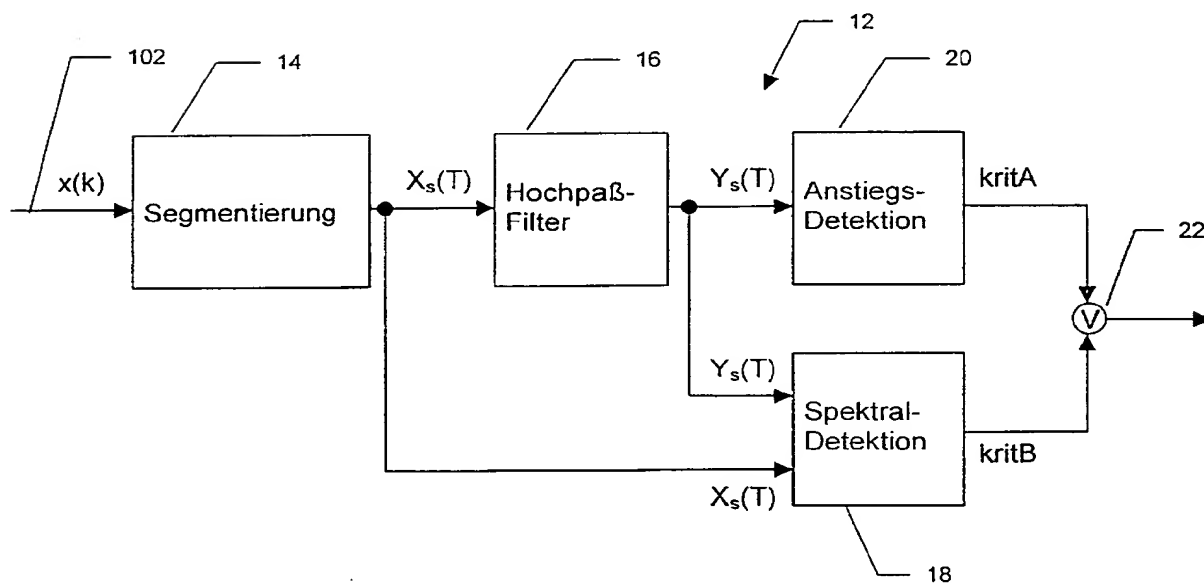 102
14
16
12
20
x(k)
Segmentierung
X_s(T)
Hochpaß-
Filter
Y_s(T)
Anstiegs-
Detektion
kritA
22
V
Y_s(T)
Spektral-
Detektion
kritB
X_s(T)
18